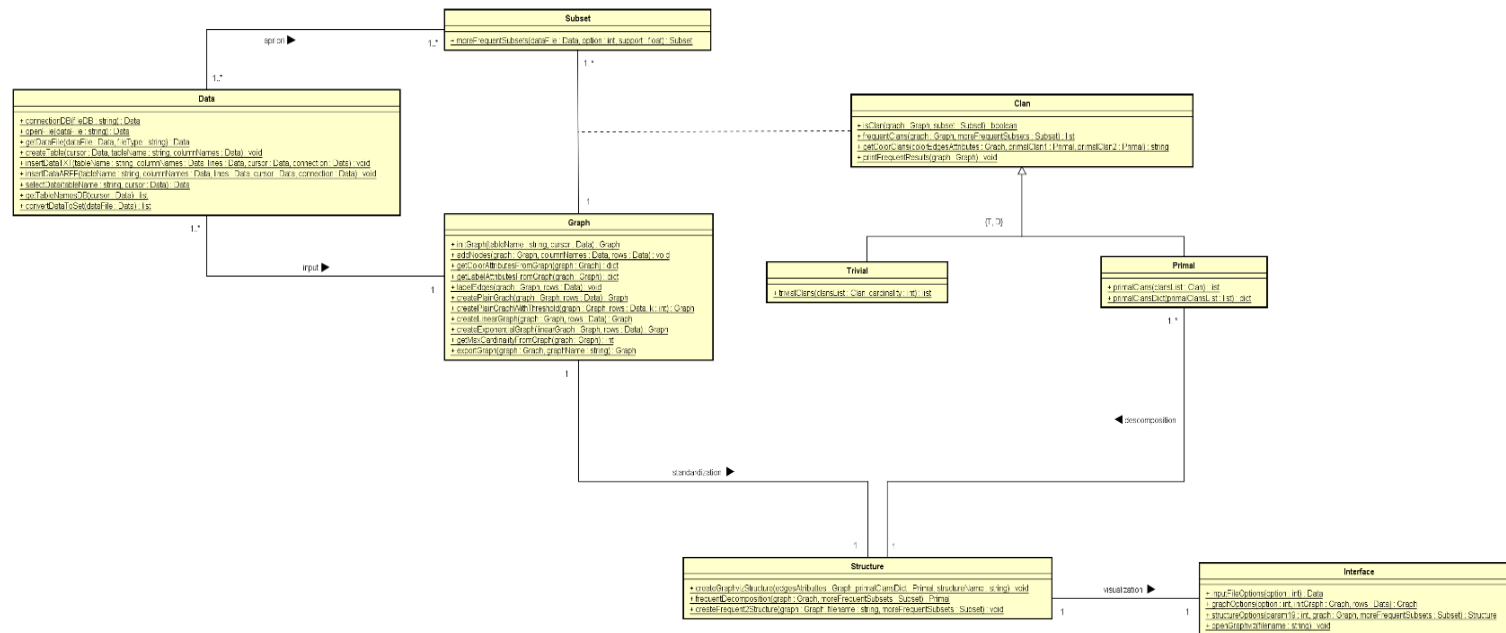 Subset
+ moreFrequentSubsets(dataFile : Data, option : int, support : float) : Subset
apriori
1..*
1..*
Data
+ connectionDB(fileDB : string) : Data
+ openFile(dataFile : string) : Data
+ getDataFile(dataFile : Data, fileType : string) : Data
+ createTable(cursor : Data, tableName : string, columnNames : Data) : void
+ insertDataTXT(tableName : string, columnNames : Data, lines : Data, cursor : Data, connection : Data) : void
+ insertDataARFF(tableName : string, columnNames : Data, lines : Data, cursor : Data, connection : Data) : void
+ selectData(tableName : string, cursor : Data) : Data
+ getTableNamesDB(cursor : Data) : list
+ convertDataToSet(dataFile : Data) : list
1..*
input
1
1..*
1
Clan
+ isClan(graph : Graph, subset : Subset) : boolean
+ frequentClans(graph : Graph, moreFrequentSubsets : Subset) : list
+ getColorClans(colorEdgesAttributes : Graph, primalClan1 : Primal, primalClan2 : Primal) : string
+ printFrequentResults(graph : Graph) : void
Graph
+ initGraph(tableName : string, cursor : Data) : Graph
+ addNodes(graph : Graph, columnNames : Data, rows : Data) : void
+ getColorAttributesFromGraph(graph : Graph) : dict
+ getLabelAttributesFromGraph(graph : Graph) : dict
+ labelEdges(graph : Graph, rows : Data) : void
+ createPlainGraph(graph : Graph, rows : Data) : Graph
+ createPlainGraphWithThreshold(graph : Graph, rows : Data, k : int) : Graph
+ createLinearGraph(graph : Graph, rows : Data) : Graph
+ createExponentialGraph(linearGraph : Graph, rows : Data) : Graph
+ getMaxCardinalityFromGraph(graph : Graph) : int
+ exportGraph(graph : Graph, graphName : string) : Graph
1
{T, D}
Trivial
+ trivialClans(clansList : Clan, cardinality : int) : list
Primal
+ primalClans(clansList : Clan) : list
+ primalClansDict(primalClansList : list) : dict
1..*
descomposition
standardization
1
1
Structure
+ createGraphvizStructure(edgesAtributes : Graph, primalClansDict : Primal, structureName : string) : void
+ frequentDecomposition(graph : Graph, moreFrequentSubsets : Subset) : Primal
+ createFrequent2Structure(graph : Graph, filename : string, moreFrequentSubsets : Subset) : void
visualization
1
1
Interface
+ inputFileOptions(option : int) : Data
+ graphOptions(option : int, initGraph : Graph, rows : Data) : Graph
+ structureOptions(param19 : int, graph : Graph, moreFrequentSubsets : Subset) : Structure
+ openGraphviz(filename : string) : void